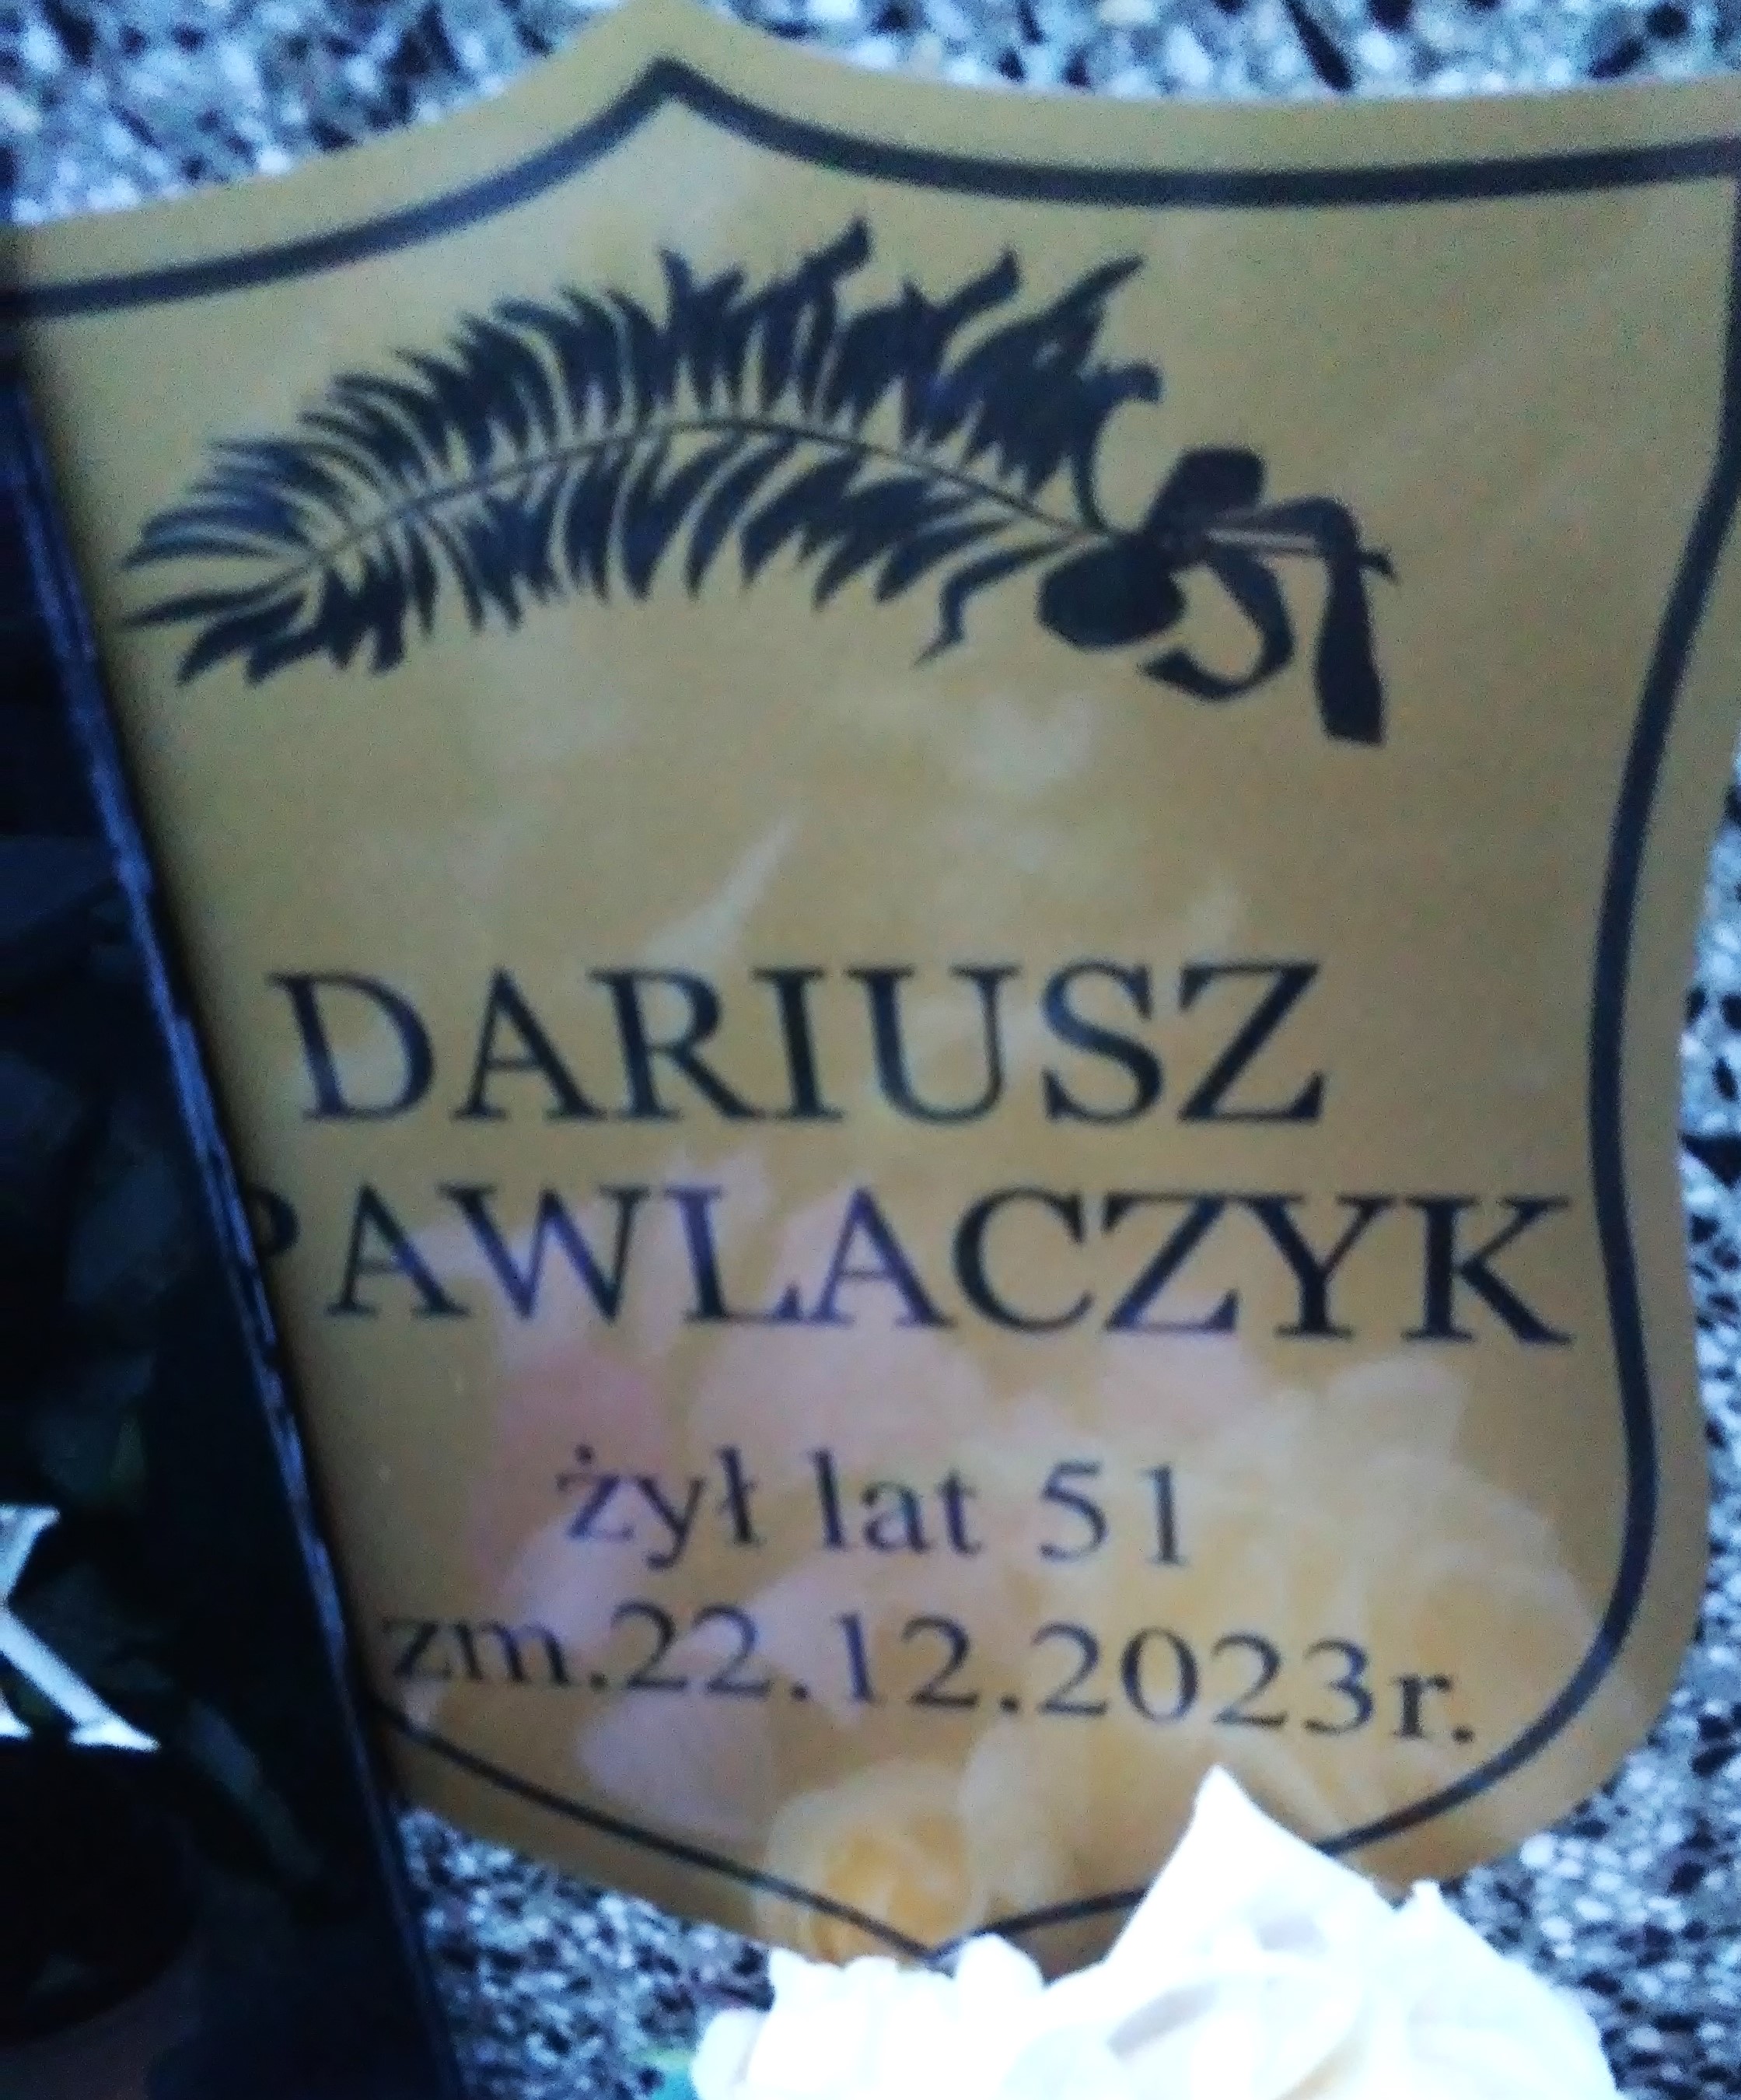 DARIUSZ
PAWLACZYK
żył lat 51
zm.22.12.2023r.
K